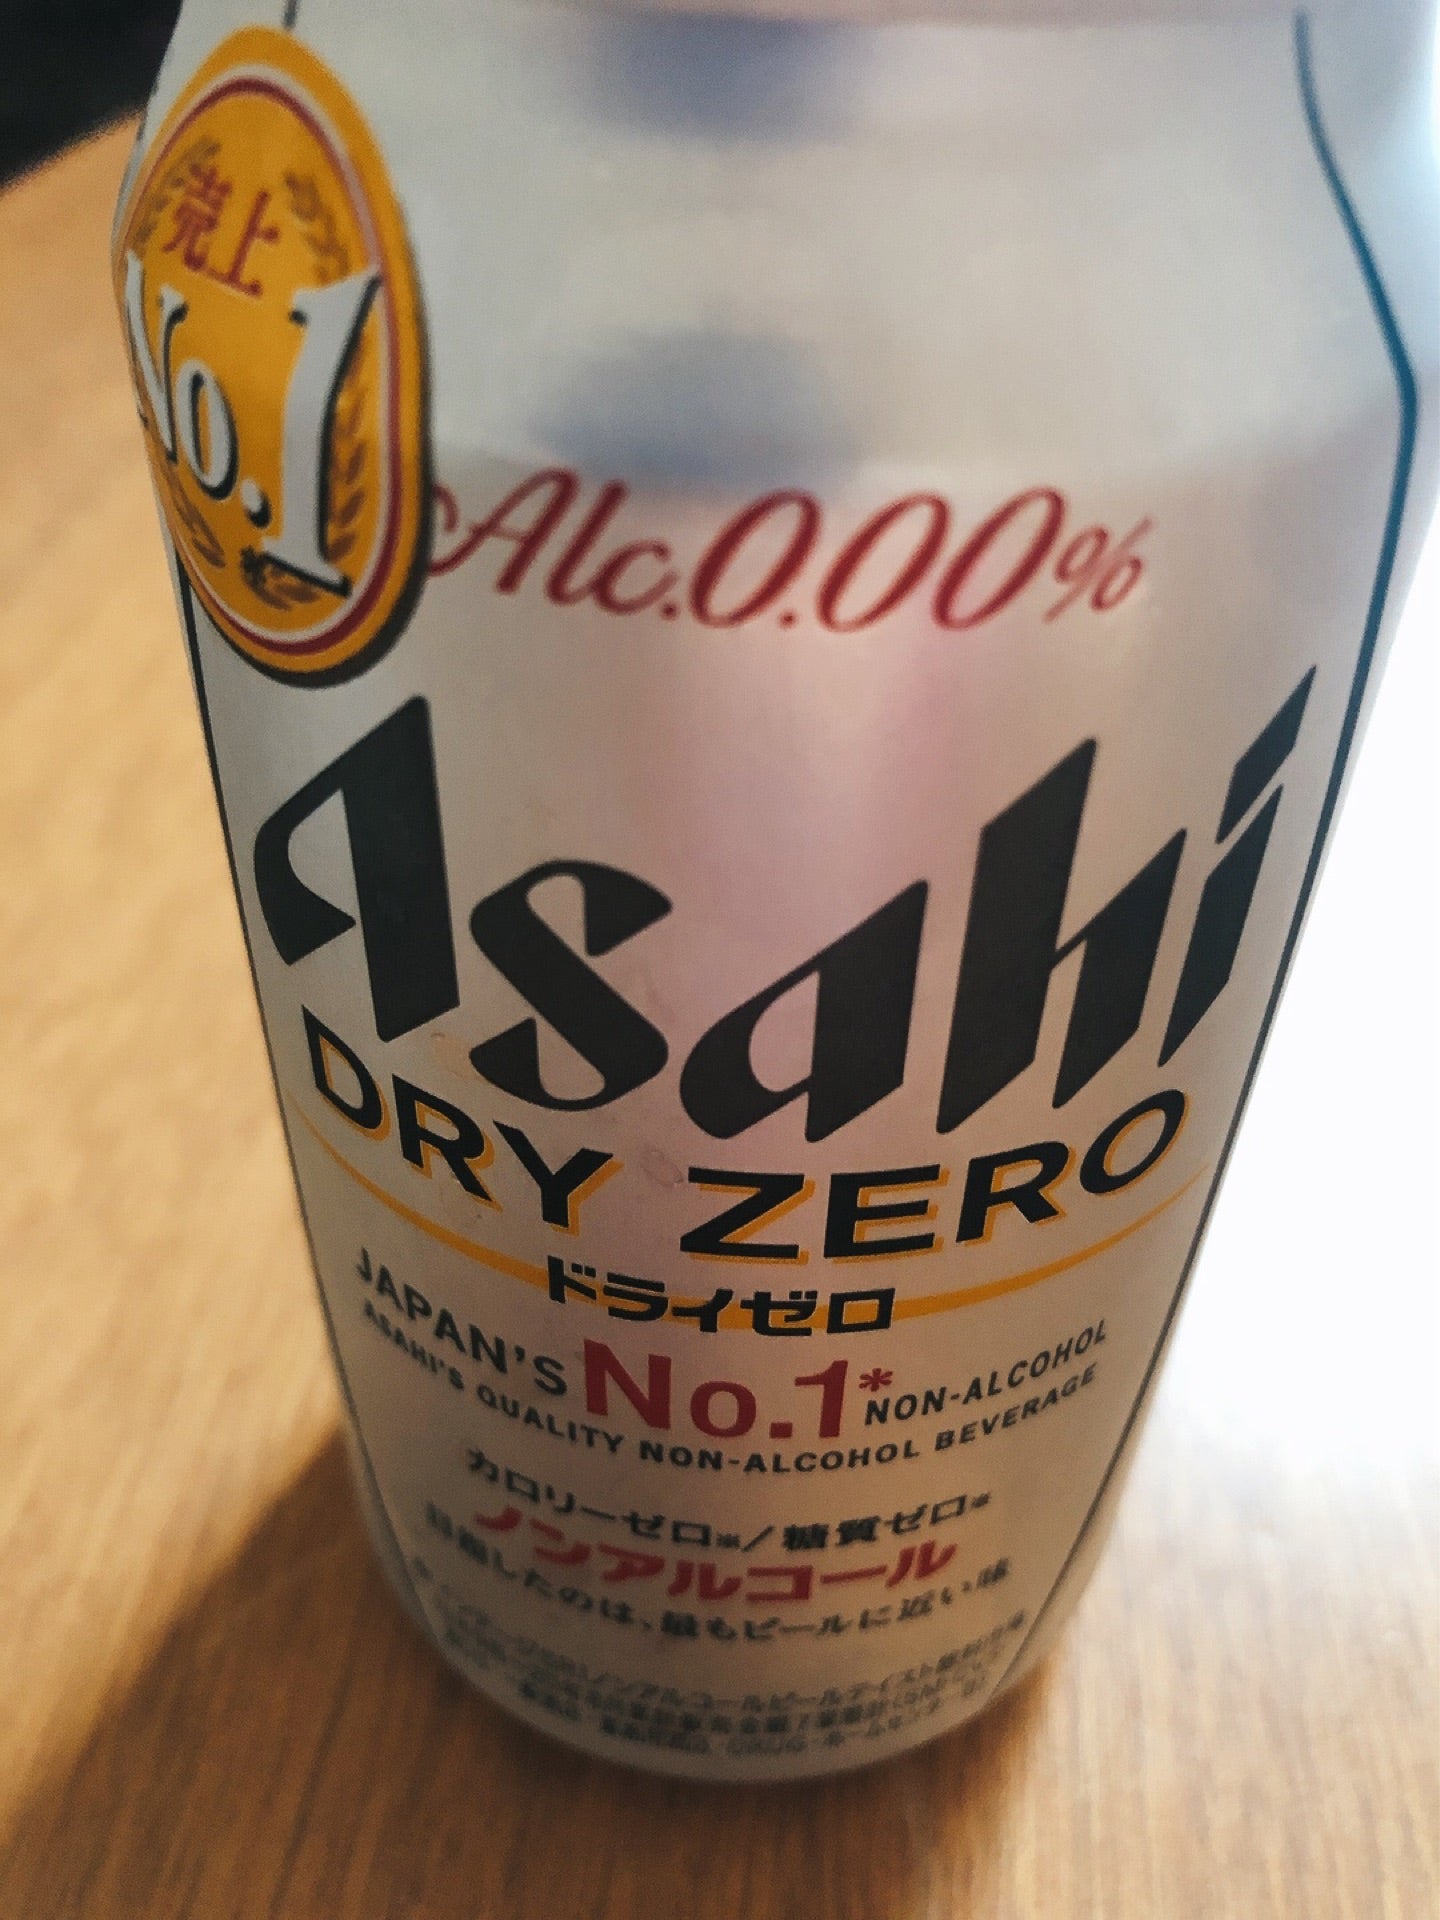 売上
No.1
Alc.0.00%
Asahi
DRY ZERO
ドライゼロ
JAPAN'S No.1* NON-ALCOHOL
ASAHI'S QUALITY NON-ALCOHOL BEVERAGE
カロリーゼロ※/糖質ゼロ※
ノンアルコール
目指したのは、最もビールに近い味